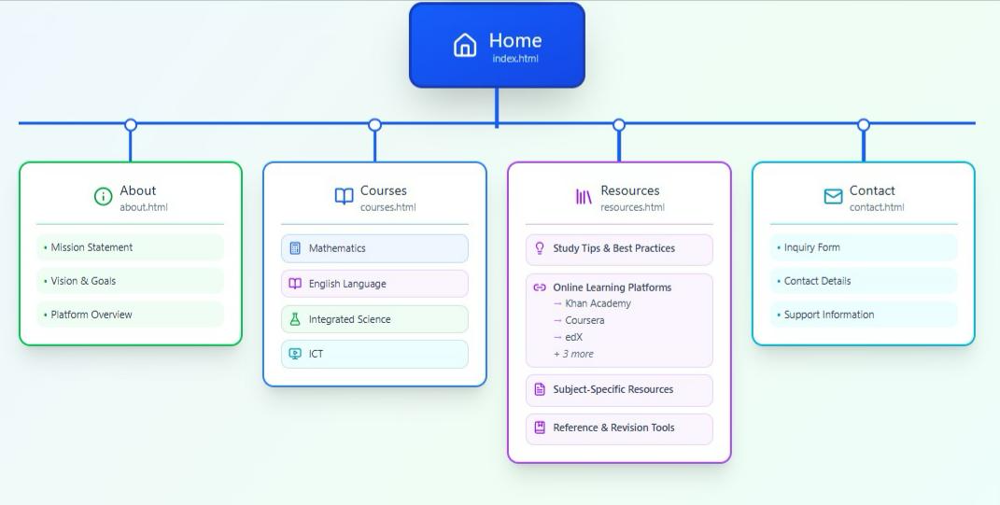 Home
index.html
About
about.html
• Mission Statement
• Vision & Goals
• Platform Overview
Courses
courses.html
Mathematics
English Language
Integrated Science
ICT
Resources
resources.html
Study Tips & Best Practices
Online Learning Platforms
→ Khan Academy
→ Coursera
→ edX
+ 3 more
Subject-Specific Resources
Reference & Revision Tools
Contact
contact.html
• Inquiry Form
• Contact Details
• Support Information